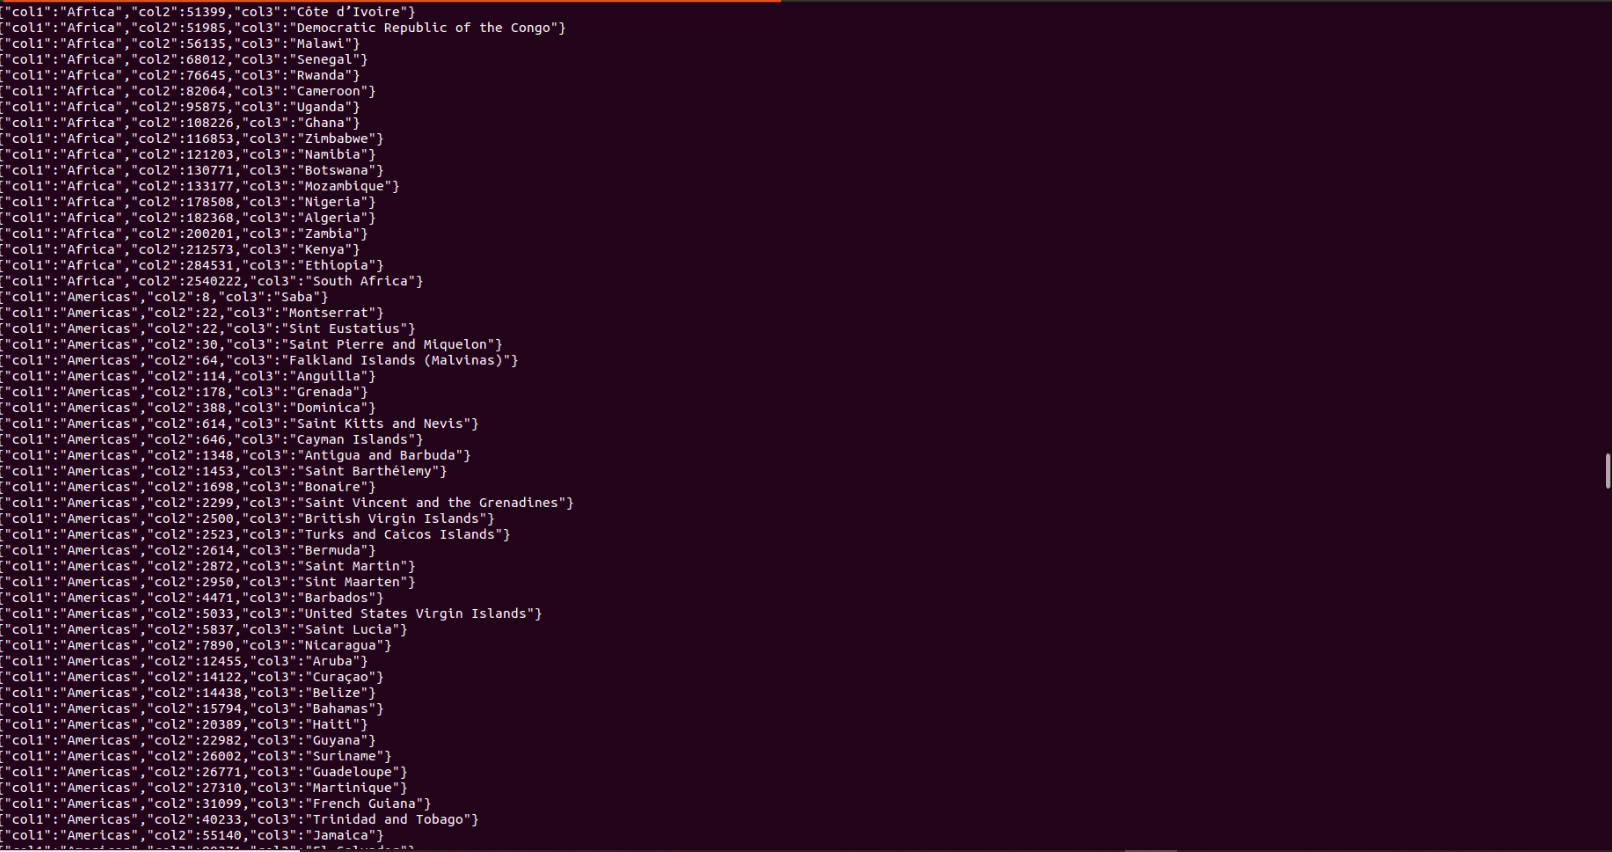 {"col1":"Africa","col2":51399,"col3":"Côte d’Ivoire"}
{"col1":"Africa","col2":51985,"col3":"Democratic Republic of the Congo"}
{"col1":"Africa","col2":56135,"col3":"Malawi"}
{"col1":"Africa","col2":68012,"col3":"Senegal"}
{"col1":"Africa","col2":76645,"col3":"Rwanda"}
{"col1":"Africa","col2":82064,"col3":"Cameroon"}
{"col1":"Africa","col2":95875,"col3":"Uganda"}
{"col1":"Africa","col2":108226,"col3":"Ghana"}
{"col1":"Africa","col2":116853,"col3":"Zimbabwe"}
{"col1":"Africa","col2":121203,"col3":"Namibia"}
{"col1":"Africa","col2":130771,"col3":"Botswana"}
{"col1":"Africa","col2":133177,"col3":"Mozambique"}
{"col1":"Africa","col2":178508,"col3":"Nigeria"}
{"col1":"Africa","col2":182368,"col3":"Algeria"}
{"col1":"Africa","col2":200201,"col3":"Zambia"}
{"col1":"Africa","col2":212573,"col3":"Kenya"}
{"col1":"Africa","col2":284531,"col3":"Ethiopia"}
{"col1":"Africa","col2":2540222,"col3":"South Africa"}
{"col1":"Americas","col2":8,"col3":"Saba"}
{"col1":"Americas","col2":22,"col3":"Montserrat"}
{"col1":"Americas","col2":22,"col3":"Sint Eustatius"}
{"col1":"Americas","col2":30,"col3":"Saint Pierre and Miquelon"}
{"col1":"Americas","col2":64,"col3":"Falkland Islands (Malvinas)"}
{"col1":"Americas","col2":114,"col3":"Anguilla"}
{"col1":"Americas","col2":178,"col3":"Grenada"}
{"col1":"Americas","col2":388,"col3":"Dominica"}
{"col1":"Americas","col2":614,"col3":"Saint Kitts and Nevis"}
{"col1":"Americas","col2":646,"col3":"Cayman Islands"}
{"col1":"Americas","col2":1348,"col3":"Antigua and Barbuda"}
{"col1":"Americas","col2":1453,"col3":"Saint Barthélemy"}
{"col1":"Americas","col2":1698,"col3":"Bonaire"}
{"col1":"Americas","col2":2299,"col3":"Saint Vincent and the Grenadines"}
{"col1":"Americas","col2":2500,"col3":"British Virgin Islands"}
{"col1":"Americas","col2":2523,"col3":"Turks and Caicos Islands"}
{"col1":"Americas","col2":2614,"col3":"Bermuda"}
{"col1":"Americas","col2":2872,"col3":"Saint Martin"}
{"col1":"Americas","col2":2950,"col3":"Sint Maarten"}
{"col1":"Americas","col2":4471,"col3":"Barbados"}
{"col1":"Americas","col2":5033,"col3":"United States Virgin Islands"}
{"col1":"Americas","col2":5837,"col3":"Saint Lucia"}
{"col1":"Americas","col2":7890,"col3":"Nicaragua"}
{"col1":"Americas","col2":12455,"col3":"Aruba"}
{"col1":"Americas","col2":14122,"col3":"Curaçao"}
{"col1":"Americas","col2":14438,"col3":"Belize"}
{"col1":"Americas","col2":15794,"col3":"Bahamas"}
{"col1":"Americas","col2":20389,"col3":"Haiti"}
{"col1":"Americas","col2":22982,"col3":"Guyana"}
{"col1":"Americas","col2":26002,"col3":"Suriname"}
{"col1":"Americas","col2":26771,"col3":"Guadeloupe"}
{"col1":"Americas","col2":27310,"col3":"Martinique"}
{"col1":"Americas","col2":31099,"col3":"French Guiana"}
{"col1":"Americas","col2":40233,"col3":"Trinidad and Tobago"}
{"col1":"Americas","col2":55140,"col3":"Jamaica"}